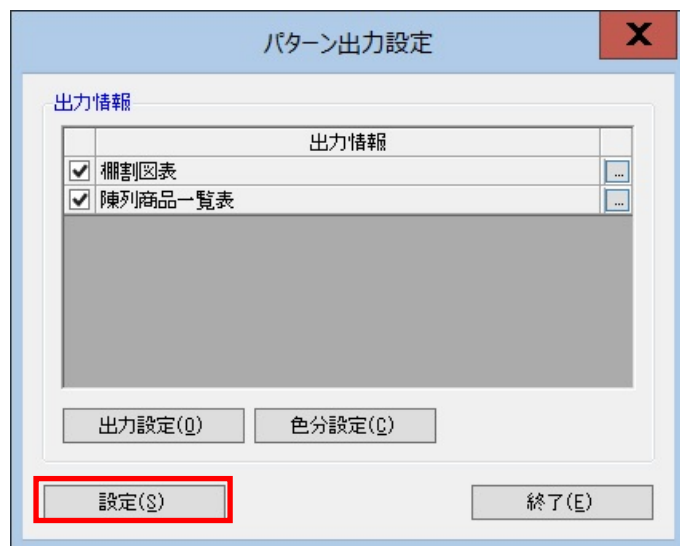 パターン出力設定
X
出力情報
出力情報
棚割図表
...
陳列商品一覧表
...
出力設定(O) 色分設定(C)
設定(S) 終了(E)